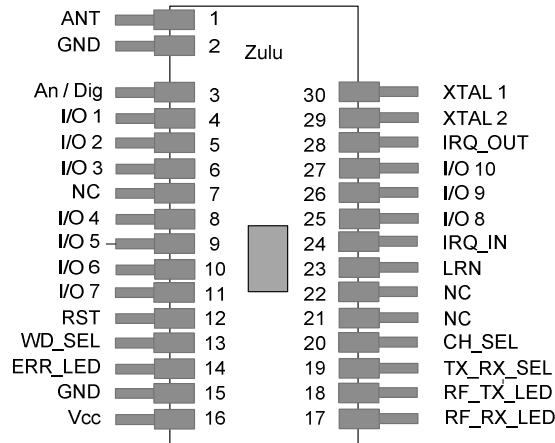 ANT 1
GND 2
Zulu
An / Dig 3 30 XTAL 1
I/O 1 4 29 XTAL 2
I/O 2 5 28 IRQ_OUT
I/O 3 6 27 I/O 10
NC 7 26 I/O 9
I/O 4 8 25 I/O 8
I/O 5 9 24 IRQ_IN
I/O 6 10 23 LRN
I/O 7 11 22 NC
RST 12 21 NC
WD_SEL 13 20 CH_SEL
ERR_LED 14 19 TX_RX_SEL
GND 15 18 RF_TX_LED
Vcc 16 17 RF_RX_LED